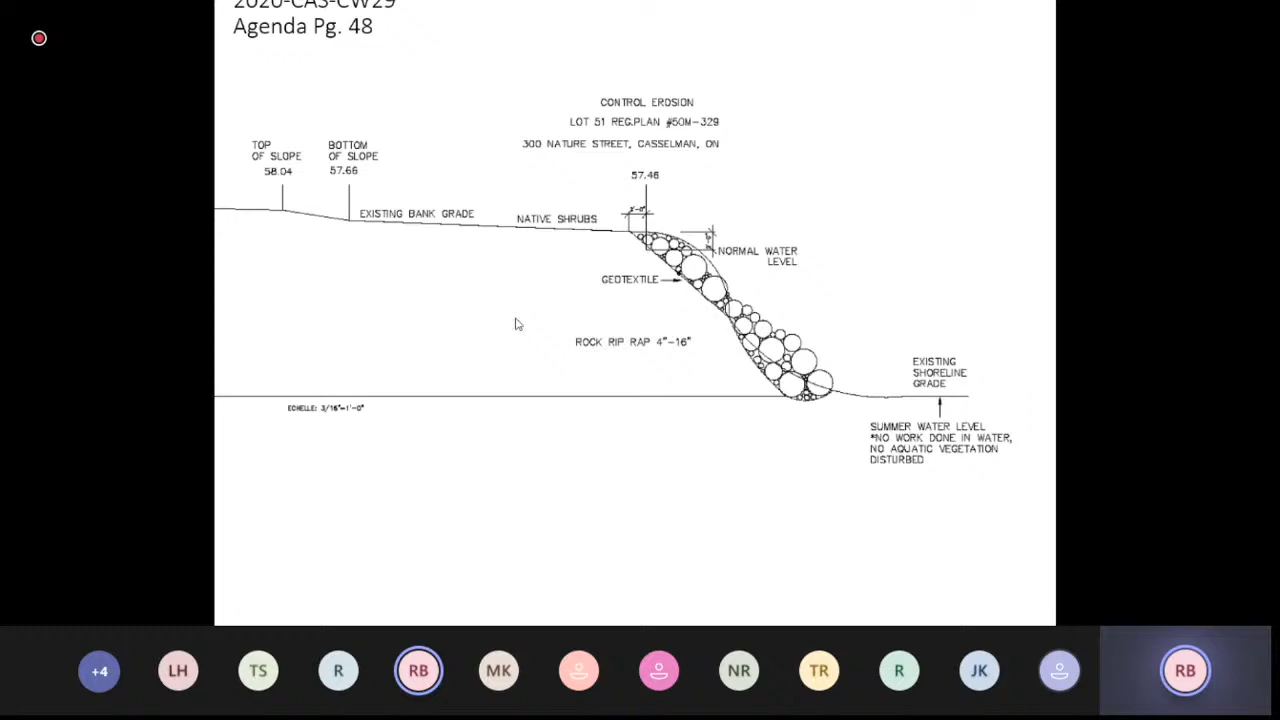 2020-CAS-CW29
Agenda Pg. 48
CONTROL EROSION
LOT 51 REG.PLAN #50M-329
300 NATURE STREET, CASSELMAN, ON
TOP
OF SLOPE
58.04
BOTTOM
OF SLOPE
57.66
57.46
EXISTING BANK GRADE
NATIVE SHRUBS
NORMAL WATER
LEVEL
GEOTEXTILE
ROCK RIP RAP 4"-16"
EXISTING
SHORELINE
GRADE
ECHELLE: 3/16"=1'-0"
SUMMER WATER LEVEL
*NO WORK DONE IN WATER,
NO AQUATIC VEGETATION
DISTURBED
+4
LH
TS
R
RB
MK
NR
TR
R
JK
RB